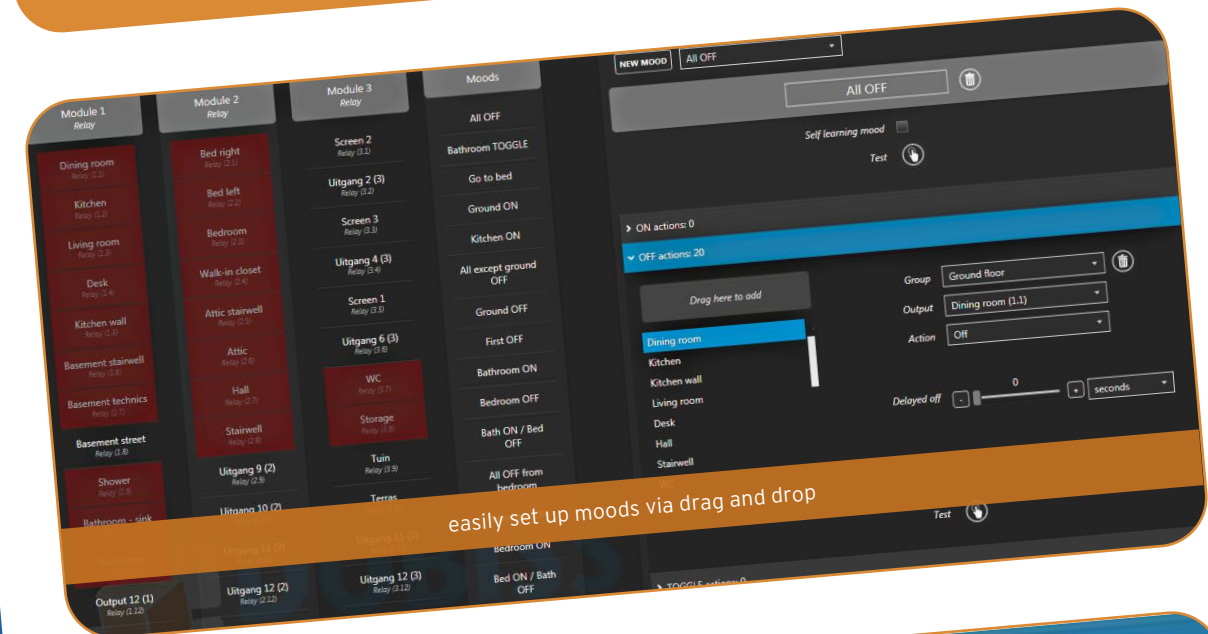 Module 1
Relay
Dining room
Relay (1.1)
Kitchen
Relay (1.2)
Living room
Relay (1.3)
Desk
Relay (1.4)
Kitchen wall
Relay (1.5)
Basement stairwell
Relay (1.6)
Basement technics
Relay (1.7)
Basement street
Relay (1.8)
Shower
Relay (1.9)
Bathroom - sink
Output 12 (1)
Relay (1.12)
Module 2
Relay
Bed right
Relay (2.1)
Bed left
Relay (2.2)
Bedroom
Relay (2.3)
Walk-in closet
Relay (2.4)
Attic stairwell
Relay (2.5)
Attic
Relay (2.6)
Hall
Relay (2.7)
Stairwell
Relay (2.8)
Uitgang 9 (2)
Relay (2.9)
Uitgang 10 (2)
Uitgang 11 (2)
Uitgang 12 (2)
Relay (2.12)
Module 3
Relay
Screen 2
Relay (3.1)
Uitgang 2 (3)
Relay (3.2)
Screen 3
Relay (3.3)
Uitgang 4 (3)
Relay (3.4)
Screen 1
Relay (3.5)
Uitgang 6 (3)
Relay (3.6)
WC
Relay (3.7)
Storage
Relay (3.8)
Tuin
Relay (3.9)
Terras
Uitgang 11 (3)
Uitgang 12 (3)
Relay (3.12)
Moods
All OFF
Bathroom TOGGLE
Go to bed
Ground ON
Kitchen ON
All except ground
OFF
Ground OFF
First OFF
Bathroom ON
Bedroom OFF
Bath ON / Bed
OFF
All OFF from
bedroom
Bedroom ON
Bed ON / Bath
OFF
NEW MOOD
All OFF
All OFF
Self learning mood
Test
ON actions: 0
OFF actions: 20
Drag here to add
Dining room
Kitchen
Kitchen wall
Living room
Desk
Hall
Stairwell
WC
Group
Ground floor
Output
Dining room (1.1)
Action
Off
Delayed off
-
0
+
seconds
Test
TOGGLE actions: 0
easily set up moods via drag and drop